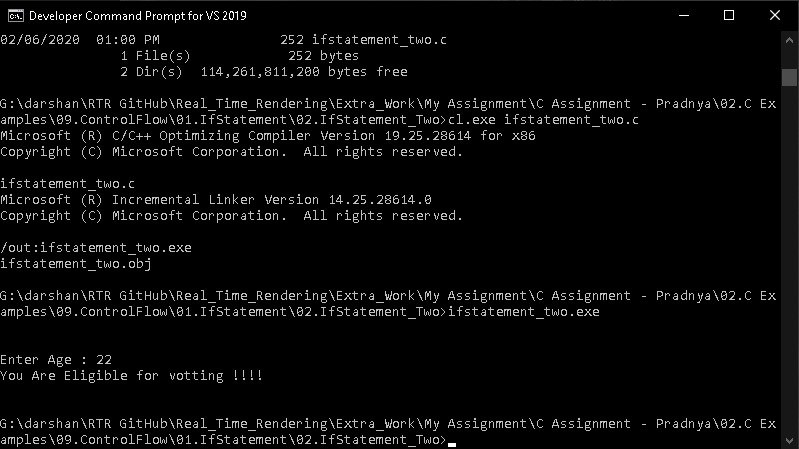 Developer Command Prompt for VS 2019
02/06/2020  01:00 PM               252 ifstatement_two.c
               1 File(s)            252 bytes
               2 Dir(s)  114,261,811,200 bytes free
G:\darshan\RTR GitHub\Real_Time_Rendering\Extra_Work\My Assignment\C Assignment - Pradnya\02.C Ex
amples\09.ControlFlow\01.IfStatement\02.IfStatement_Two>cl.exe ifstatement_two.c
Microsoft (R) C/C++ Optimizing Compiler Version 19.25.28614 for x86
Copyright (C) Microsoft Corporation.  All rights reserved.
ifstatement_two.c
Microsoft (R) Incremental Linker Version 14.25.28614.0
Copyright (C) Microsoft Corporation.  All rights reserved.
/out:ifstatement_two.exe
ifstatement_two.obj
G:\darshan\RTR GitHub\Real_Time_Rendering\Extra_Work\My Assignment\C Assignment - Pradnya\02.C Ex
amples\09.ControlFlow\01.IfStatement\02.IfStatement_Two>ifstatement_two.exe
Enter Age : 22
You Are Eligible for votting !!!!
G:\darshan\RTR GitHub\Real_Time_Rendering\Extra_Work\My Assignment\C Assignment - Pradnya\02.C Ex
amples\09.ControlFlow\01.IfStatement\02.IfStatement_Two>